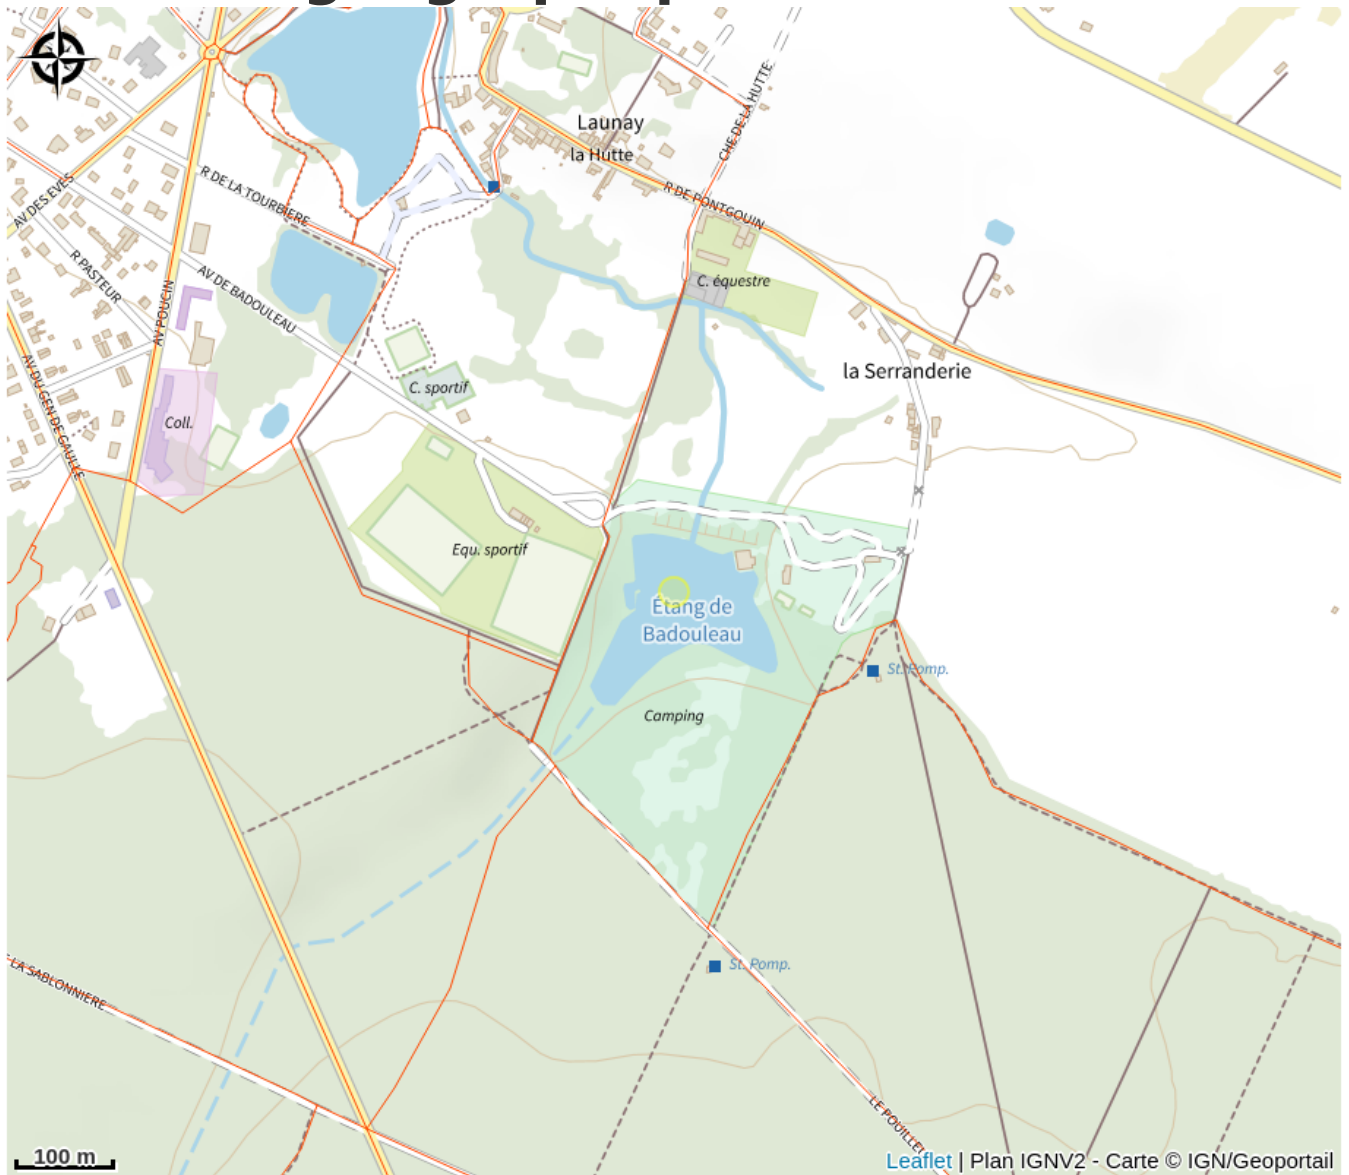 Launay
la Hutte
CHE DE LA HUTTE
R DE PONTGOUIN
AV DES EVES
R DE LA TOURBIERE
R PASTEUR
AV DE BADOULEAU
AV POUCIN
C. équestre
AV DU GEN DE GAULLE
la Serranderie
C. sportif
Coll.
Equ. sportif
Étang de
Badouleau
St. Pomp.
Camping
St. Pomp.
LA SABLONNIERE
LE POUILLET
100 m
Leaflet | Plan IGNV2 - Carte © IGN/Geoportail